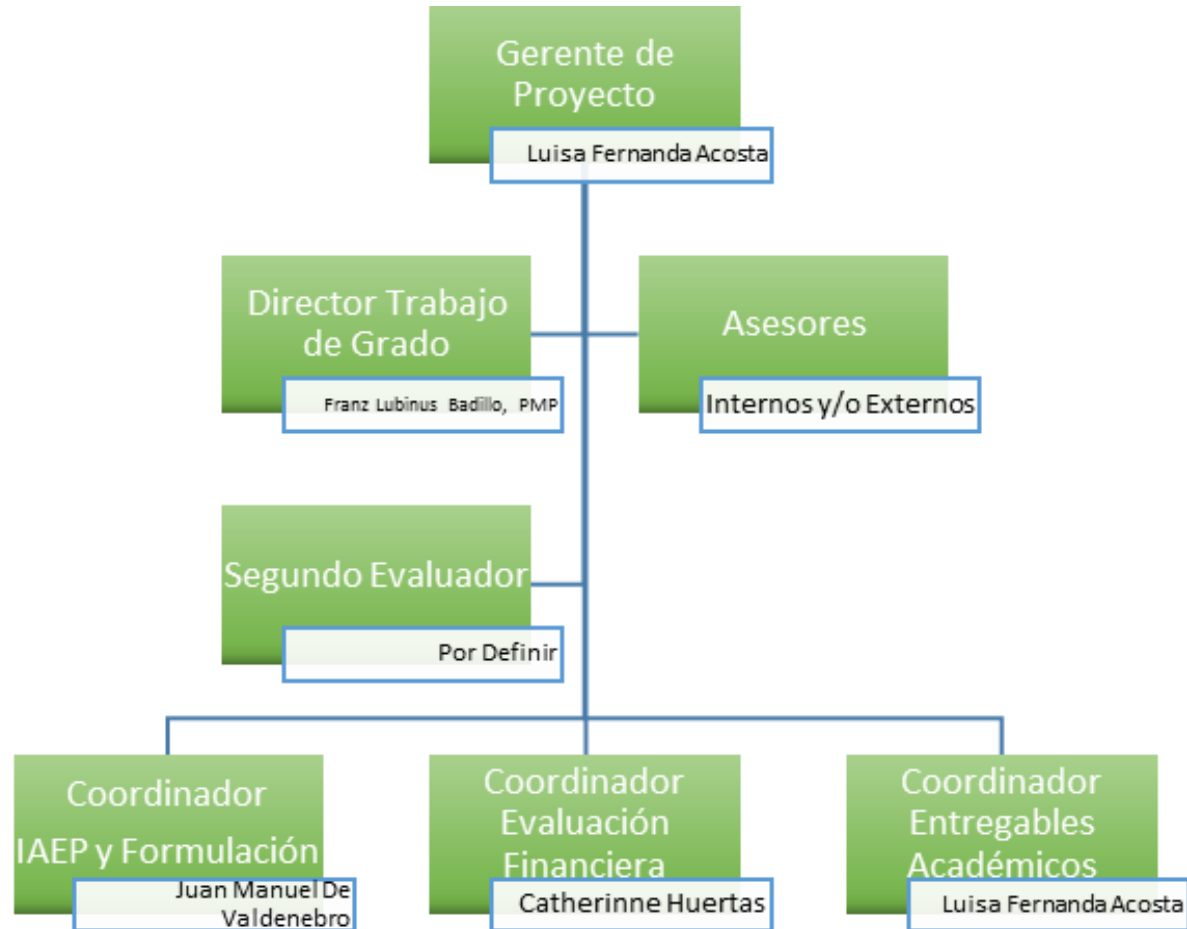 Gerente de
Proyecto
Luisa Fernanda Acosta
Director Trabajo
de Grado
Franz Lubinus Badillo, PMP
Asesores
Internos y/o Externos
Segundo Evaluador
Por Definir
Coordinador
IAEP y Formulación
Juan Manuel De
Valdenebro
Coordinador
Evaluación
Financiera
Catherinne Huertas
Coordinador
Entregables
Académicos
Luisa Fernanda Acosta